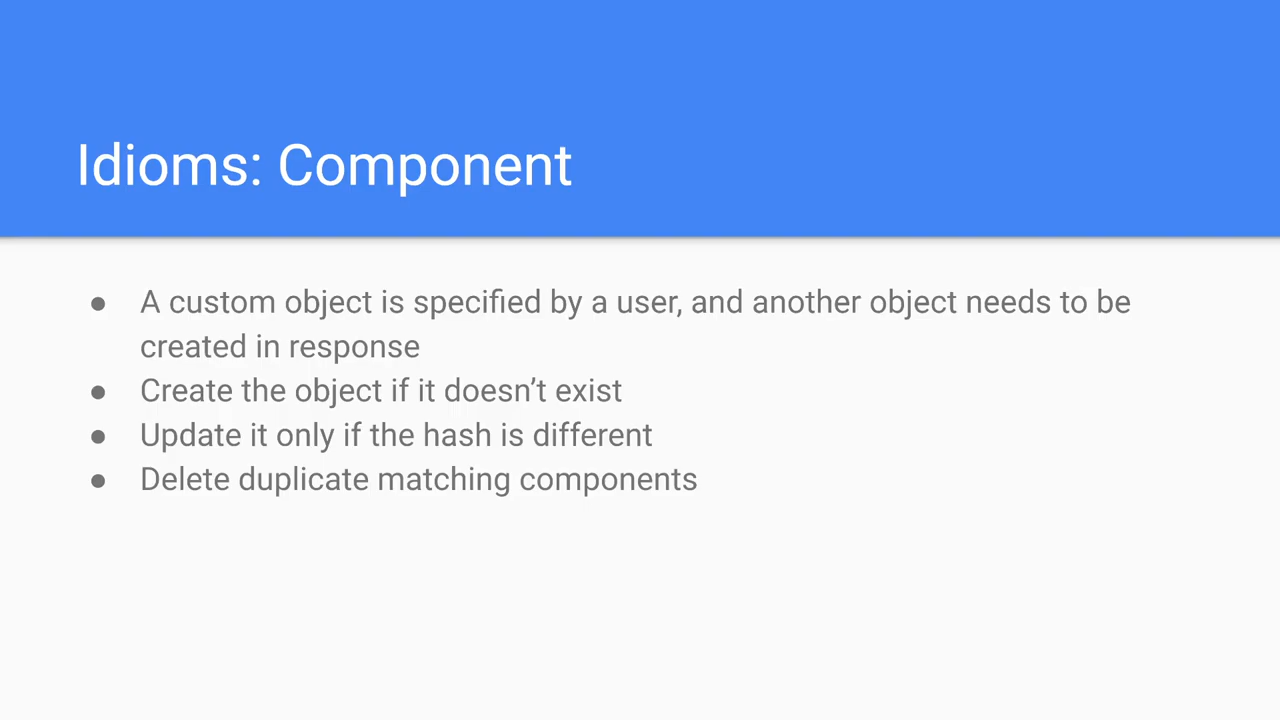 Idioms: Component
● A custom object is specified by a user, and another object needs to be
created in response
● Create the object if it doesn’t exist
● Update it only if the hash is different
● Delete duplicate matching components